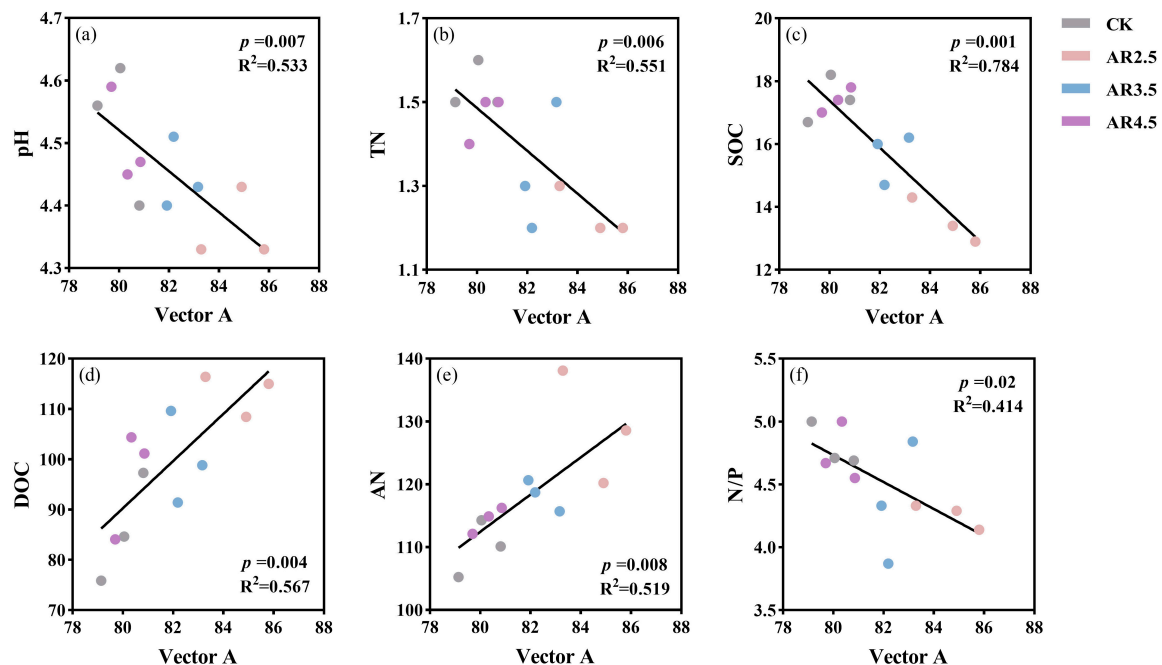 (a)
p =0.007
R²=0.533
4.7
4.6
4.5
4.4
4.3
pH
78 80 82 84 86 88
Vector A
(b)
p =0.006
R²=0.551
1.7
1.5
1.3
1.1
TN
78 80 82 84 86 88
Vector A
(c)
p =0.001
R²=0.784
20
18
16
14
12
SOC
78 80 82 84 86 88
Vector A
CK
AR2.5
AR3.5
AR4.5
(d)
p =0.004
R²=0.567
120
110
100
90
80
70
DOC
78 80 82 84 86 88
Vector A
(e)
p =0.008
R²=0.519
140
130
120
110
100
AN
78 80 82 84 86 88
Vector A
(f)
p =0.02
R²=0.414
5.5
5.0
4.5
4.0
3.5
N/P
78 80 82 84 86 88
Vector A